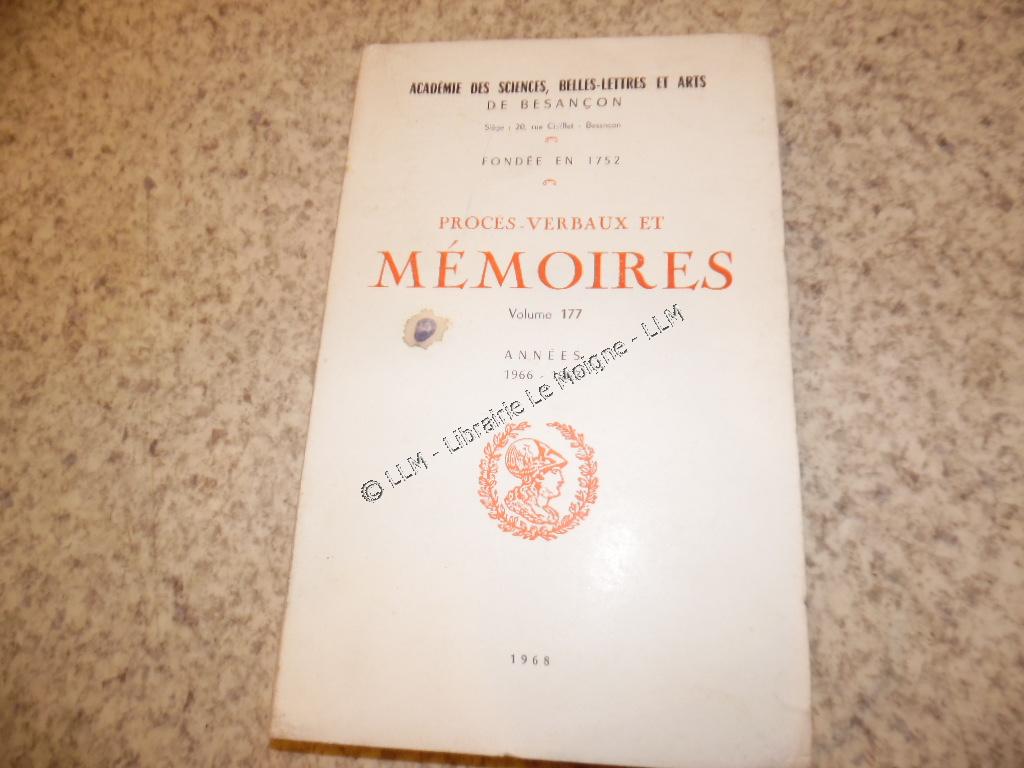 ACADÉMIE DES SCIENCES, BELLES-LETTRES ET ARTS
DE BESANÇON
Siège : 20, rue Chifflet - Besançon
FONDÉE EN 1752
PROCÈS-VERBAUX ET
MÉMOIRES
Volume 177
ANNÉES
1966 -
© LLM - Librairie Le Moigne - LLM
1968